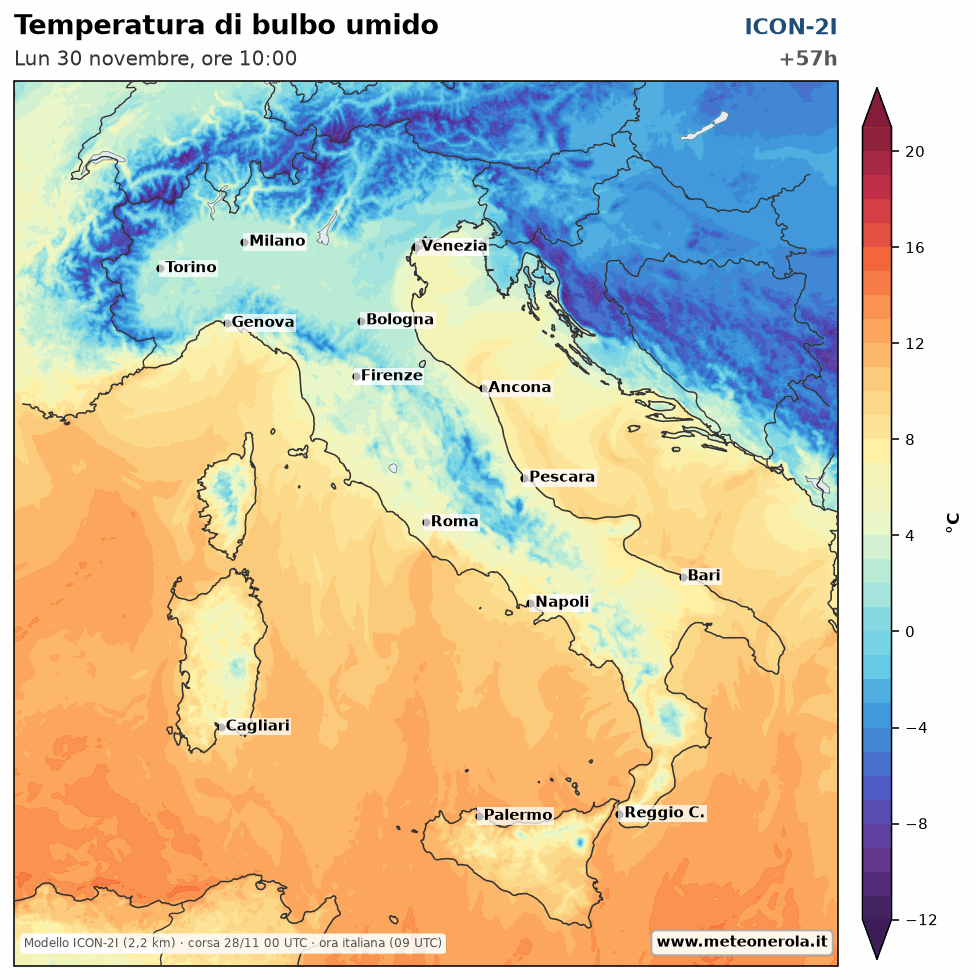 Temperatura di bulbo umido
ICON-2I
Lun 30 novembre, ore 10:00
+57h
Milano
Venezia
Torino
Genova
Bologna
Firenze
Ancona
Pescara
Roma
Bari
Napoli
Cagliari
Palermo
Reggio C.
20
16
12
8
4
0
−4
−8
−12
°C
Modello ICON-2I (2,2 km) · corsa 28/11 00 UTC · ora italiana (09 UTC)
www.meteonerola.it